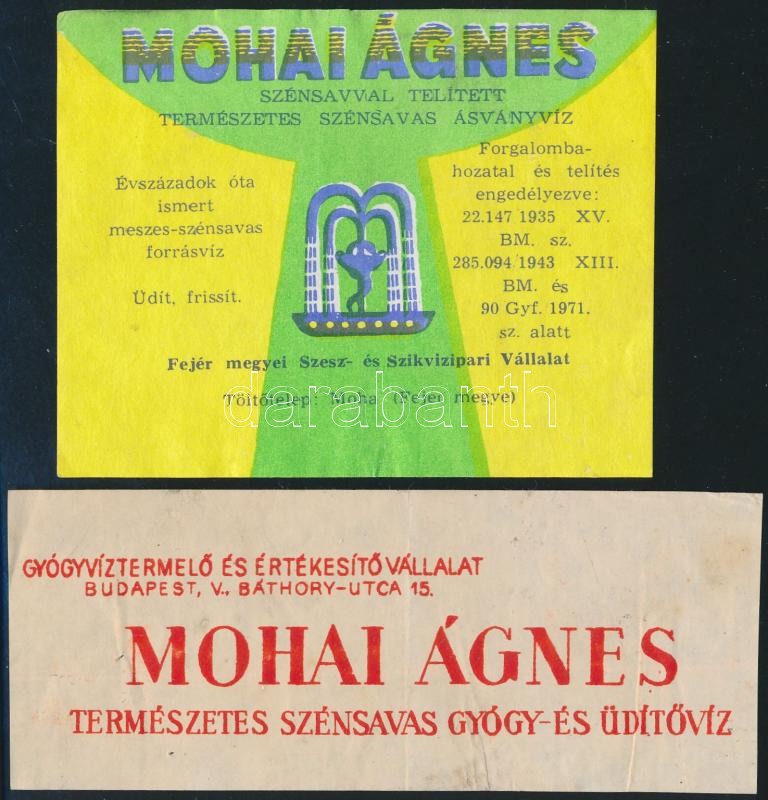 MOHAI ÁGNES
SZÉNSAVVAL TELÍTETT
TERMÉSZETES SZÉNSAVAS ÁSVÁNYVÍZ
Évszázadok óta
ismert
meszes-szénsavas
forrásvíz
Üdít, frissít.
Forgalomba-
hozatal és telítés
engedélyezve:
22.147/1935 XV.
BM. sz.
285.094/1943 XIII.
BM. és
90 Gyf./1971.
sz. alatt
Fejér megyei Szesz- és Szikvizipari Vállalat
Töltőtelep: Moha (Fejér megye)
darabanth
GYÓGYVÍZTERMELŐ ÉS ÉRTÉKESÍTŐ VÁLLALAT
BUDAPEST, V., BÁTHORY-UTCA 15.
MOHAI ÁGNES
TERMÉSZETES SZÉNSAVAS GYÓGY-ÉS ÜDÍTŐVÍZ